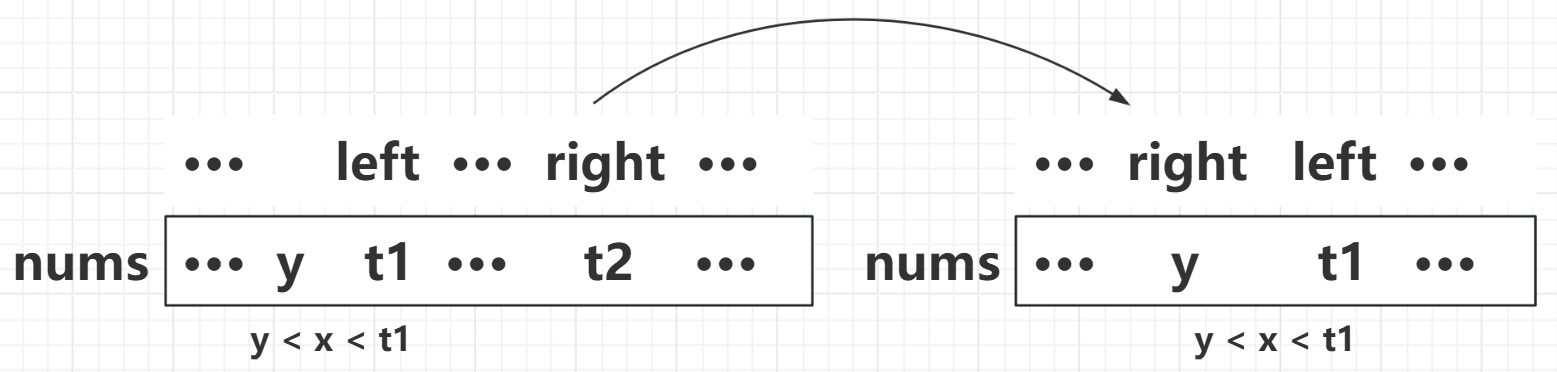 ••• left ••• right •••
nums ••• y t1 ••• t2 •••
y < x < t1
••• right left •••
nums ••• y t1 •••
y < x < t1